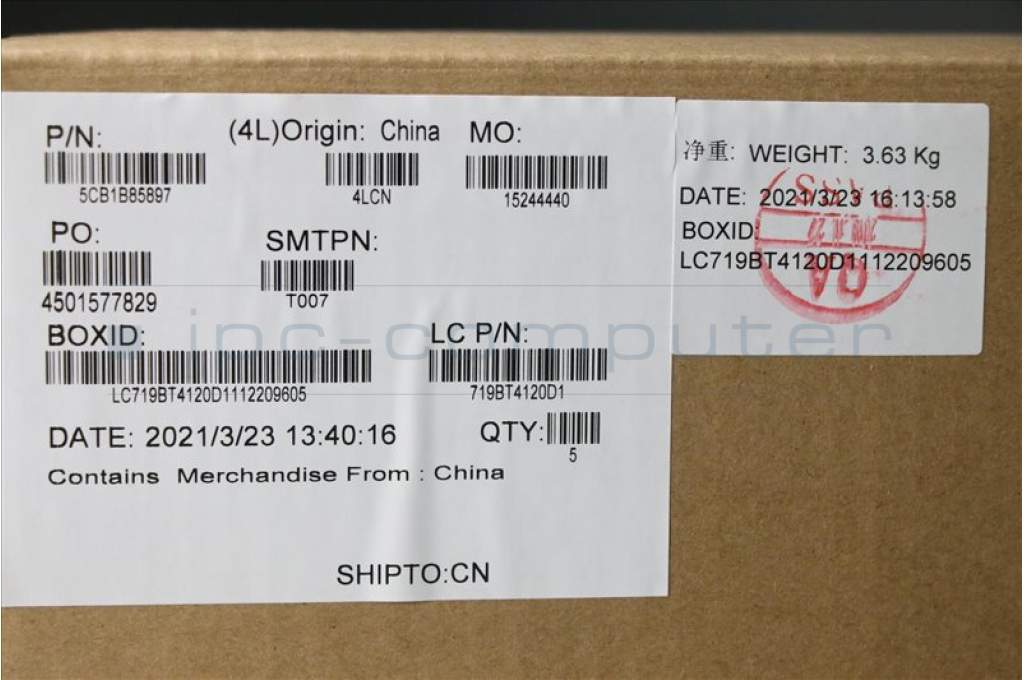 P/N:
5CB1B85897
(4L)Origin: China
4LCN
MO:
15244440
PO:
4501577829
SMTPN:
T007
BOXID:
LC719BT4120D1112209605
LC P/N:
719BT4120D1
DATE: 2021/3/23 13:40:16
QTY:
5
Contains Merchandise From : China
SHIPTO:CN
净重: WEIGHT: 3.63 Kg
DATE: 2021/3/23 16:13:58
BOXID:
LC719BT4120D1112209605
QA
PASS
inc-computer